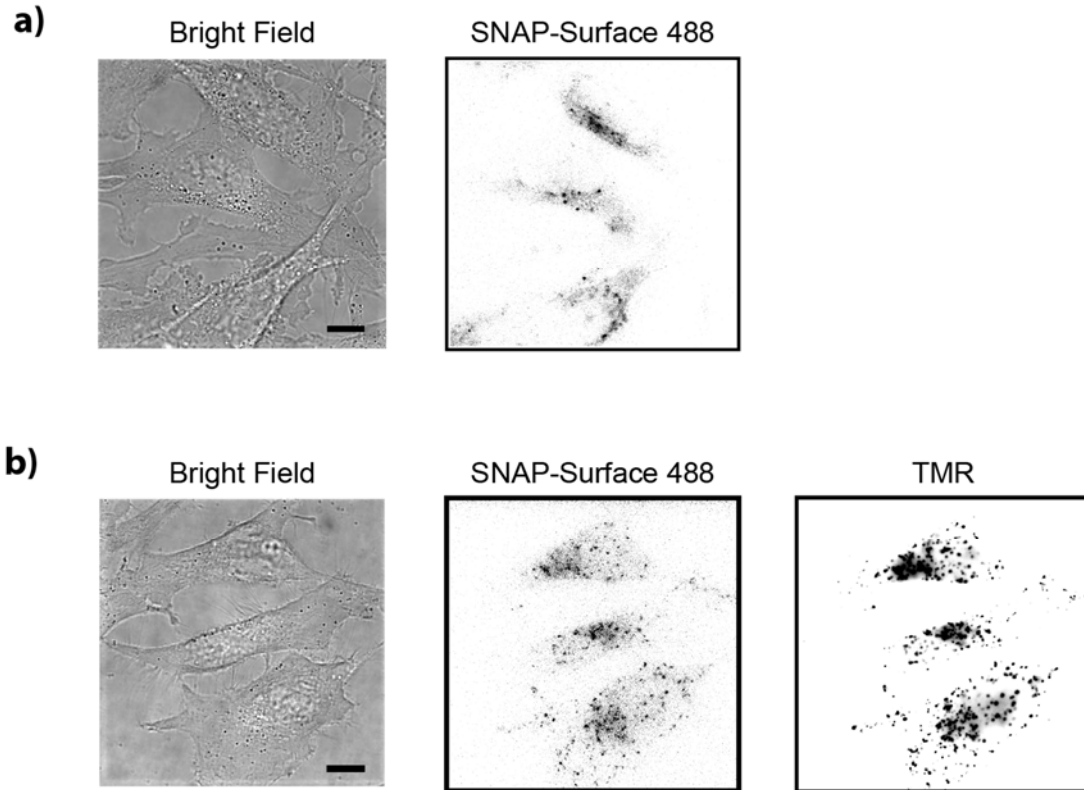 a)
Bright Field
SNAP-Surface 488
b)
Bright Field
SNAP-Surface 488
TMR